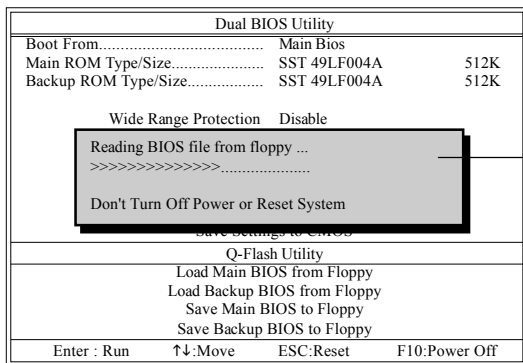 Dual BIOS Utility
Boot From..................................... Main Bios
Main ROM Type/Size..................... SST 49LF004A 512K
Backup ROM Type/Size.................. SST 49LF004A 512K
Wide Range Protection Disable
Reading BIOS file from floppy ...
>>>>>>>>>>>>>>.....................
Don't Turn Off Power or Reset System
Save Settings to CMOS
Q-Flash Utility
Load Main BIOS from Floppy
Load Backup BIOS from Floppy
Save Main BIOS to Floppy
Save Backup BIOS to Floppy
Enter : Run ↑↓:Move ESC:Reset F10:Power Off